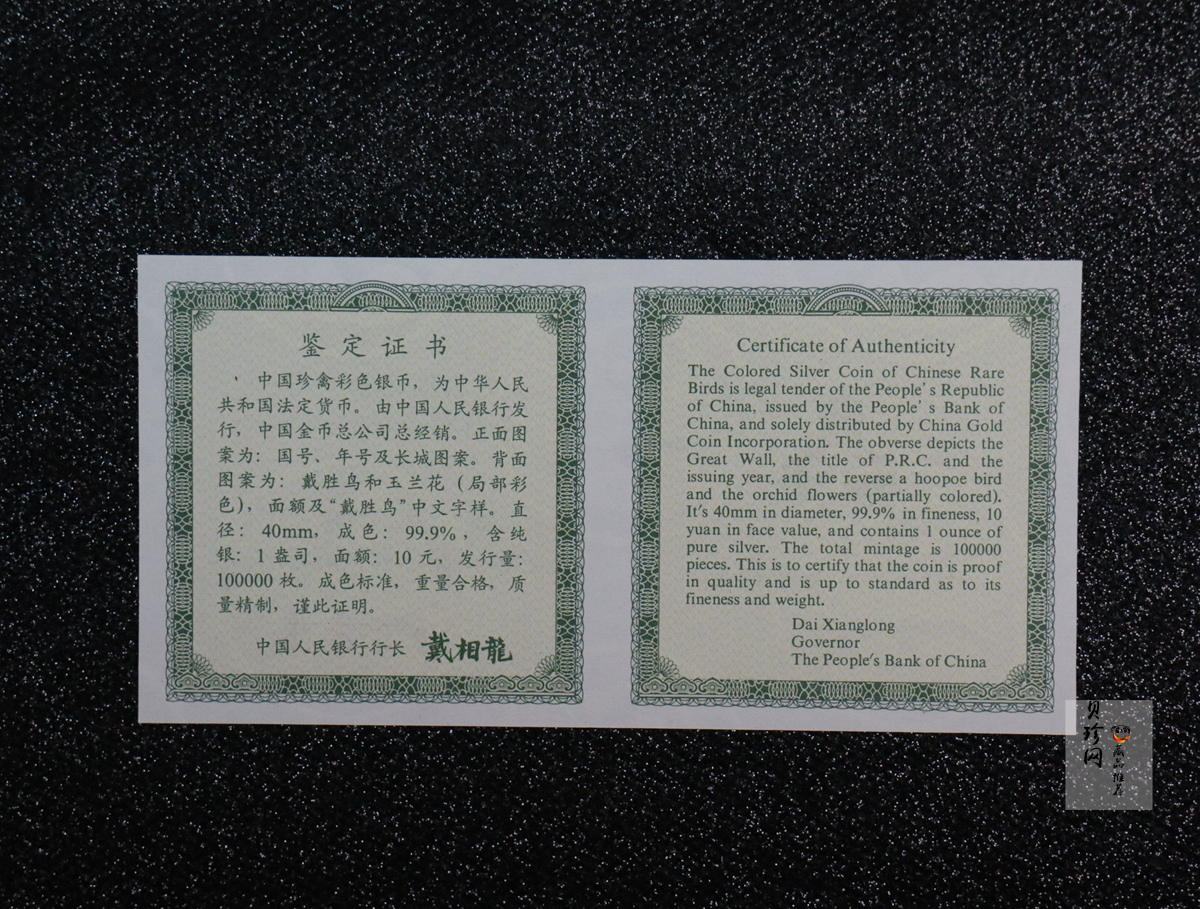 鉴定证书
中国珍禽彩色银币，为中华人民
共和国法定货币。由中国人民银行发
行，中国金币总公司总经销。正面图
案为：国号、年号及长城图案。背面
图案为：戴胜鸟和玉兰花（局部彩
色），面额及“戴胜鸟”中文字样。直
径：40mm，成色：99.9%，含纯
银：1盎司，面额：10元，发行量：
100000枚。成色标准，重量合格，质
量精制，谨此证明。
中国人民银行行长 戴相龍
Certificate of Authenticity
The Colored Silver Coin of Chinese Rare
Birds is legal tender of the People's Republic
of China, issued by the People's Bank of
China, and solely distributed by China Gold
Coin Incorporation. The obverse depicts the
Great Wall, the title of P.R.C. and the
issuing year, and the reverse a hoopoe bird
and the orchid flowers (partially colored).
It's 40mm in diameter, 99.9% in fineness, 10
yuan in face value, and contains 1 ounce of
pure silver. The total mintage is 100000
pieces. This is to certify that the coin is proof
in quality and is up to standard as to its
fineness and weight.
Dai Xianglong
Governor
The People's Bank of China
贝珍网
藏品推荐